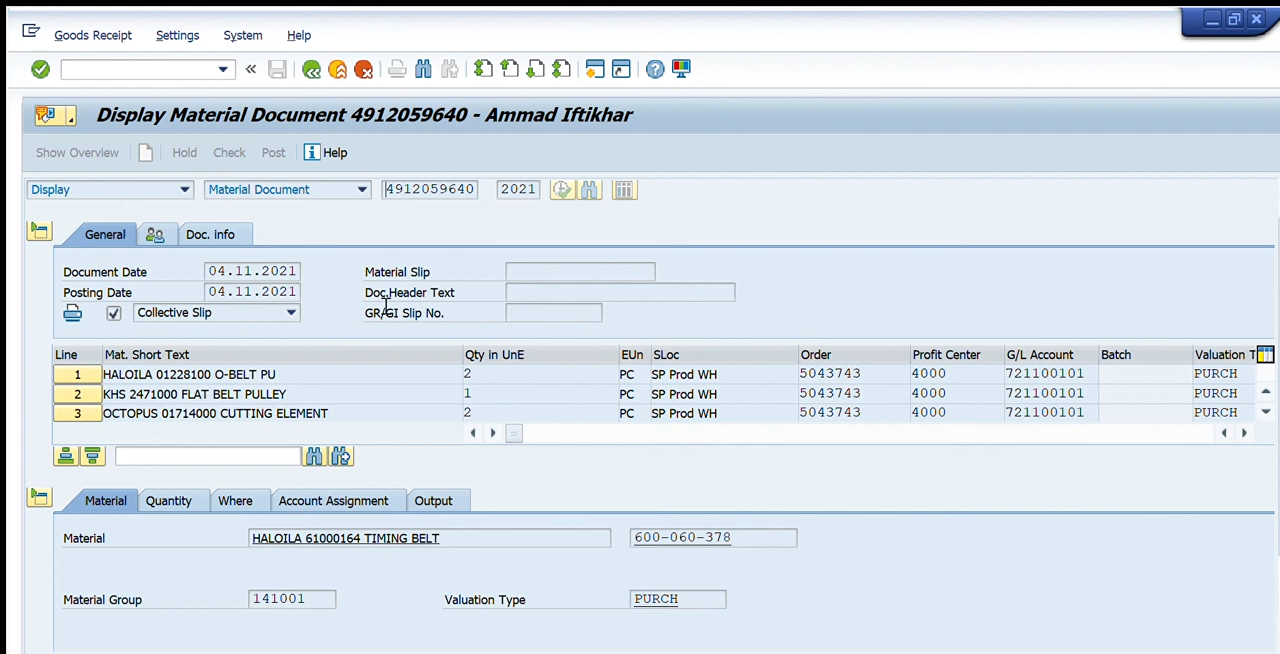 Goods Receipt Settings System Help
Display Material Document 4912059640 - Ammad Iftikhar
Show Overview Hold Check Post Help
Display Material Document 4912059640 2021
General Doc. info
Document Date 04.11.2021 Material Slip
Posting Date 04.11.2021 Doc.Header Text
Collective Slip GR/GI Slip No.
Line Mat. Short Text Qty in UnE EUn SLoc Order Profit Center G/L Account Batch Valuation T
1 HALOILA 01228100 O-BELT PU 2 PC SP Prod WH 5043743 4000 721100101 PURCH
2 KHS 2471000 FLAT BELT PULLEY 1 PC SP Prod WH 5043743 4000 721100101 PURCH
3 OCTOPUS 01714000 CUTTING ELEMENT 2 PC SP Prod WH 5043743 4000 721100101 PURCH
Material Quantity Where Account Assignment Output
Material HALOILA 61000164 TIMING BELT 600-060-378
Material Group 141001 Valuation Type PURCH